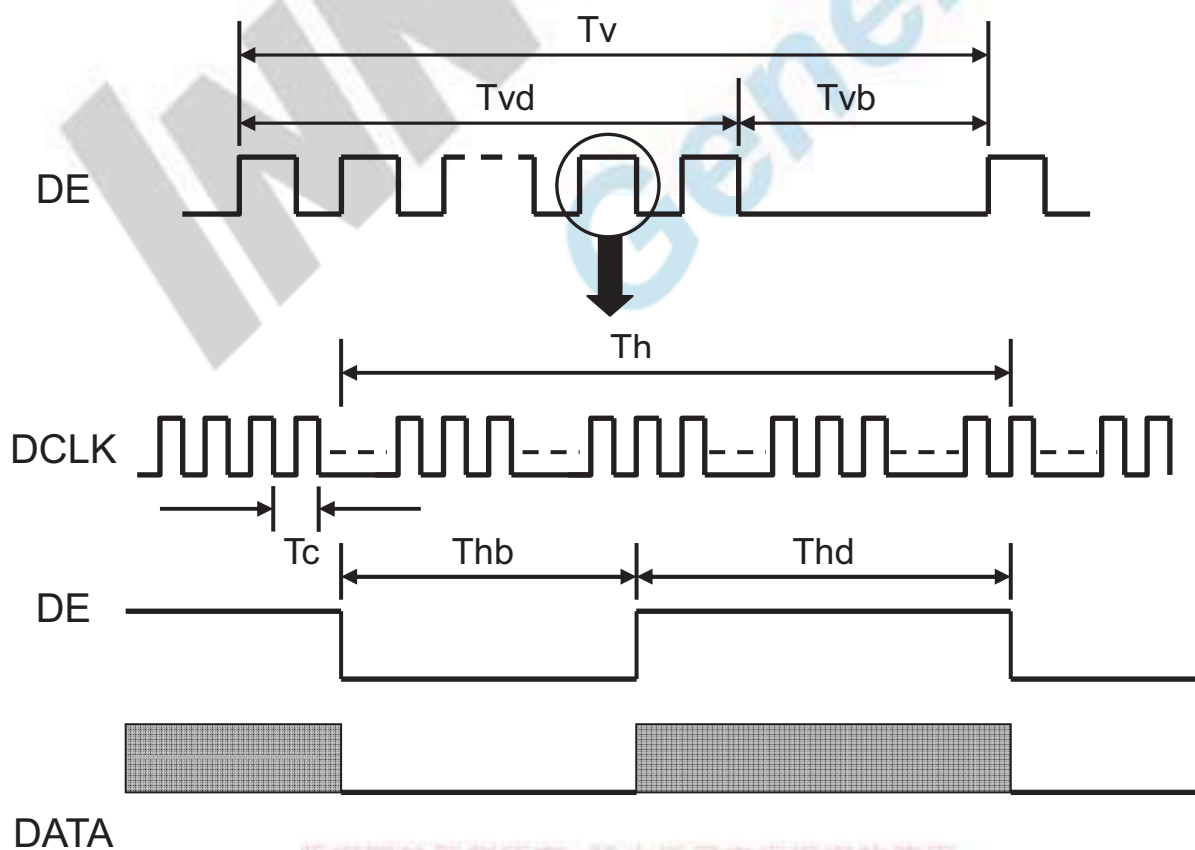 Tv
Tvd Tvb
DE
Th
DCLK
Tc Thb Thd
DE
DATA